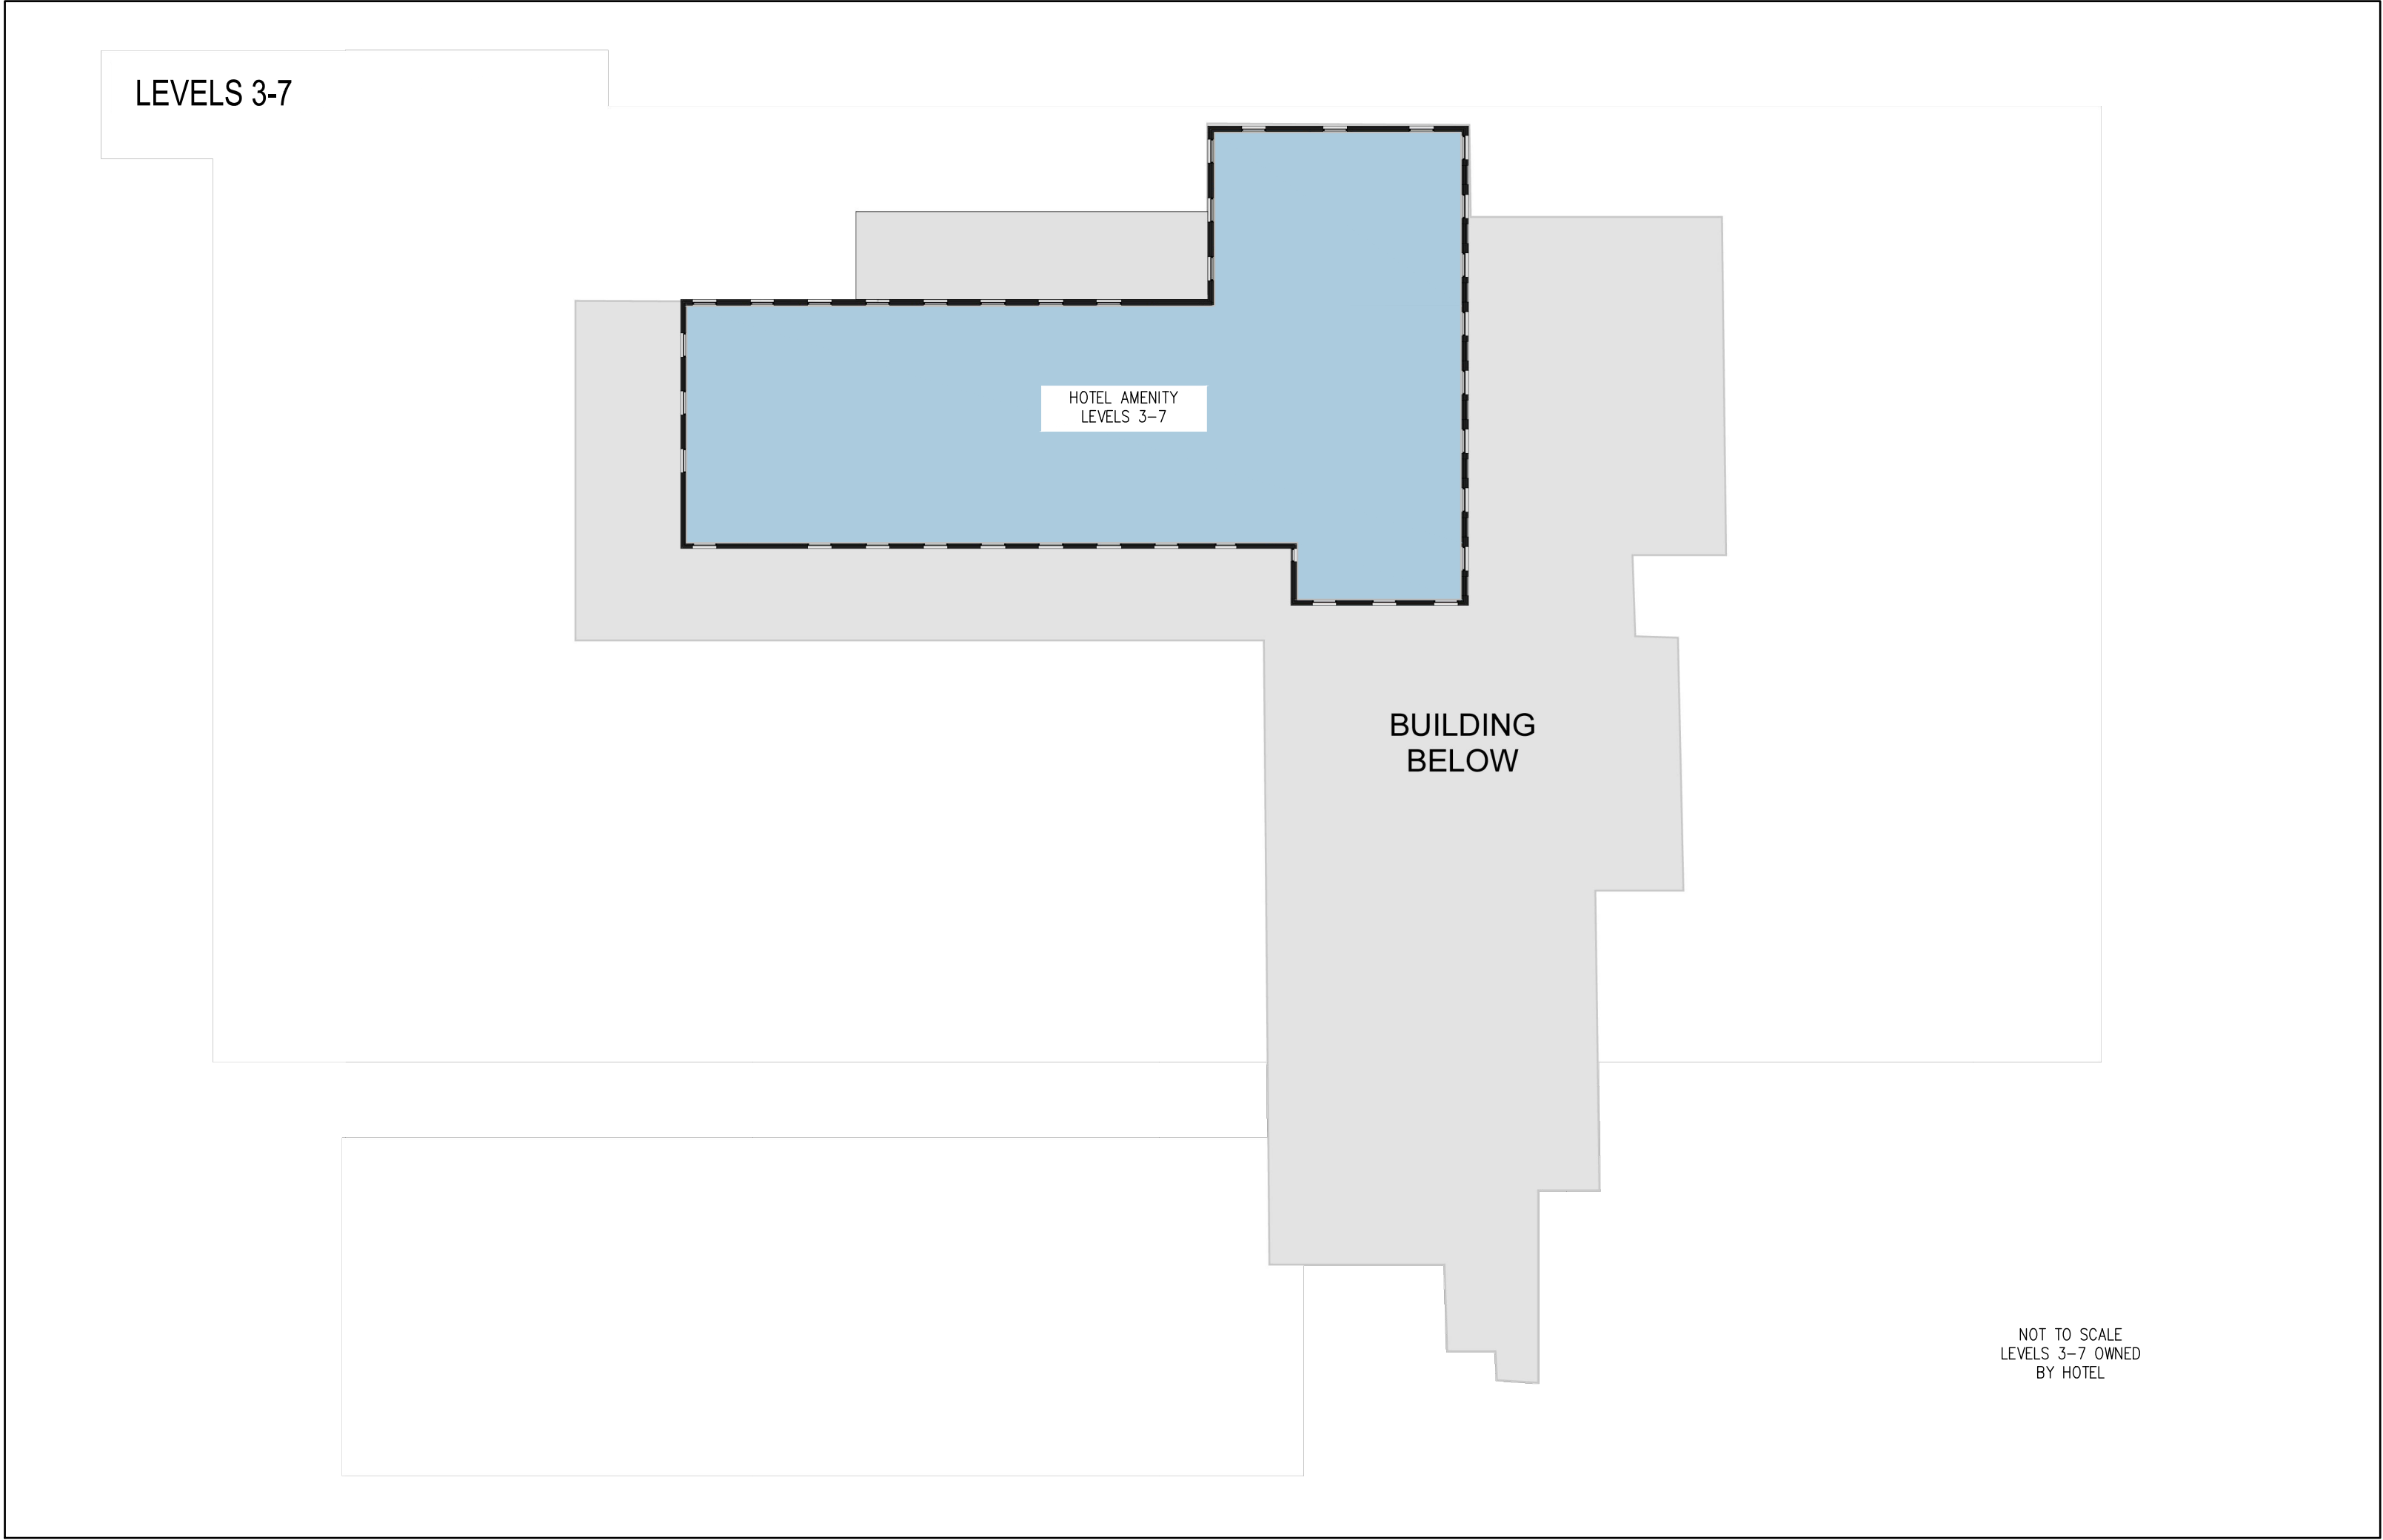 LEVELS 3-7
HOTEL AMENITY
LEVELS 3-7
BUILDING
BELOW
NOT TO SCALE
LEVELS 3-7 OWNED
BY HOTEL